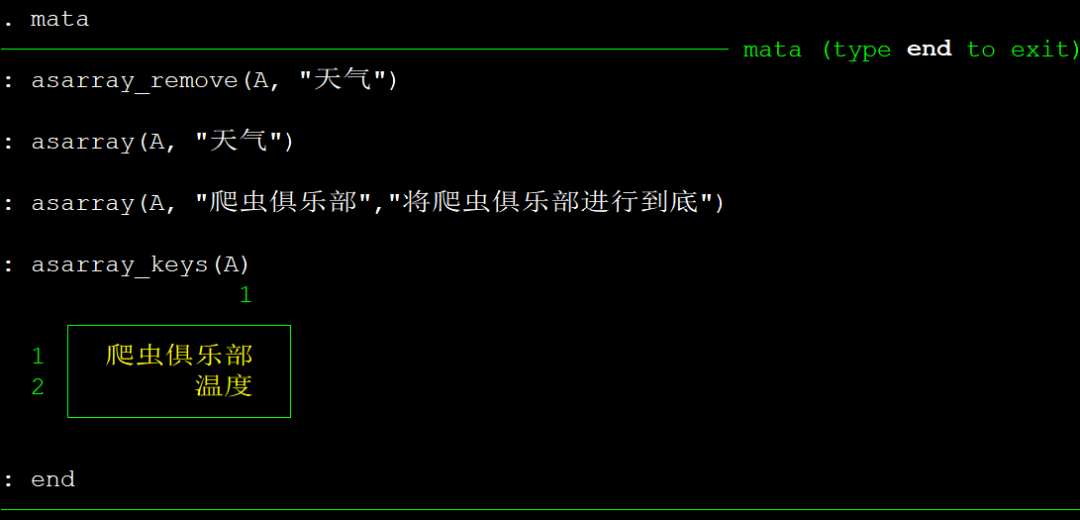 . mata
mata (type end to exit)
: asarray_remove(A, "天气")
: asarray(A, "天气")
: asarray(A, "爬虫俱乐部","将爬虫俱乐部进行到底")
: asarray_keys(A)
1
1 爬虫俱乐部
2 温度
: end